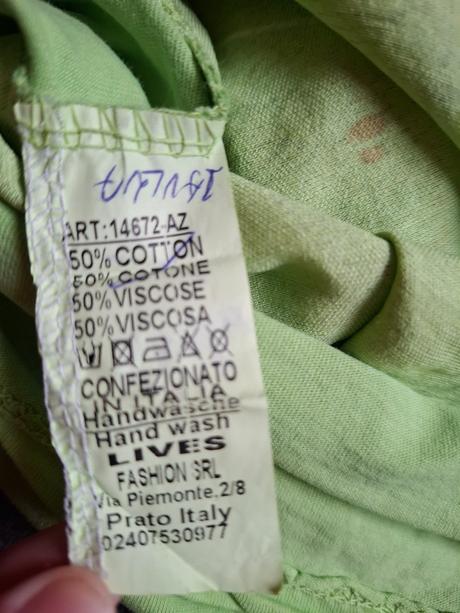 ART:14672-AZ
50% COTTON
50% COTONE
50% VISCOSE
50% VISCOSA
CONFEZIONATO
IN ITALIA
Handwasche
Hand wash
LIVES
FASHION SRL
Via Piemonte,2/8
Prato Italy
02407530977